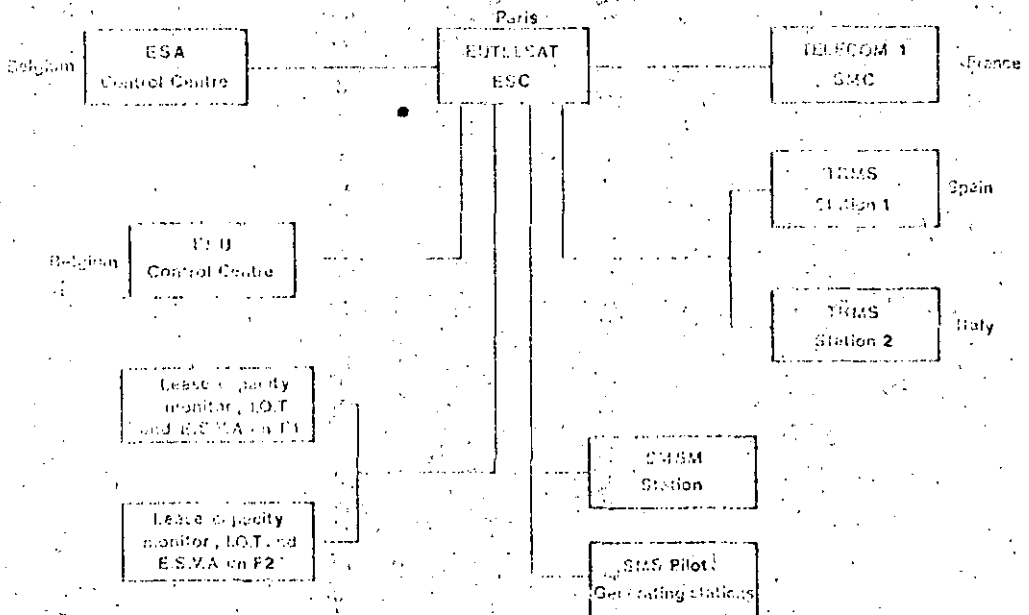 Paris
Belgium
ESA
Control Centre
EUTELSAT
ESC
TELECOM 1
SMC
France
TRMS
Station 1
Spain
Belgium
EBU
Control Centre
TRMS
Station 2
Italy
Lease capacity
monitor, I.O.T
and E.S.V.A on F1
SMSM
Station
Lease capacity
monitor, I.O.T. and
E.S.V.A on F2
SMS Pilot
Generating stations